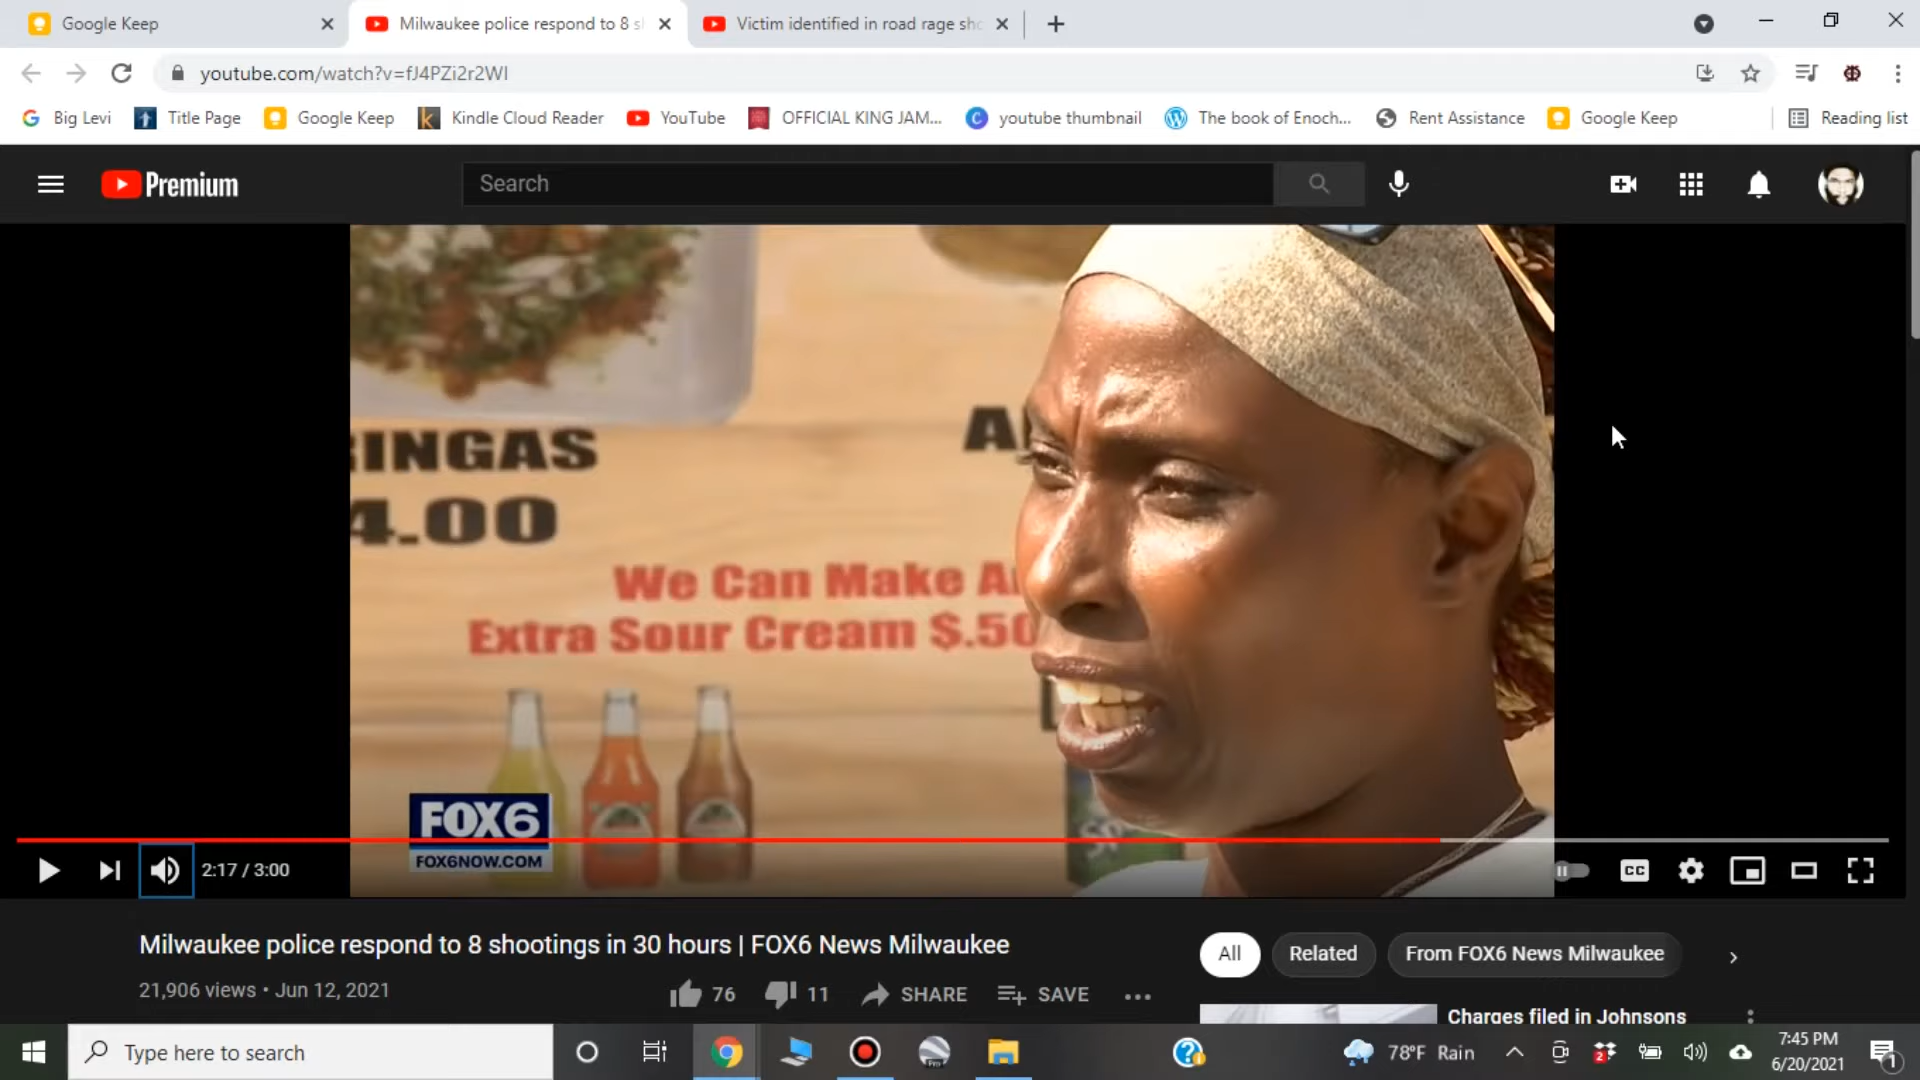 Google Keep
Milwaukee police respond to 8 s
Victim identified in road rage sho
youtube.com/watch?v=fJ4PZi2r2WI
Big Levi
Title Page
Google Keep
Kindle Cloud Reader
YouTube
OFFICIAL KING JAM...
youtube thumbnail
The book of Enoch...
Rent Assistance
Google Keep
Reading list
Premium
Search
RINGAS
A
4.00
We Can Make A
Extra Sour Cream $.50
FOX6
FOX6NOW.COM
2:17 / 3:00
CC
Milwaukee police respond to 8 shootings in 30 hours | FOX6 News Milwaukee
21,906 views • Jun 12, 2021
76
11
SHARE
SAVE
All
Related
From FOX6 News Milwaukee
Charges filed in Johnsons
Type here to search
2
78°F Rain
7:45 PM
6/20/2021
1